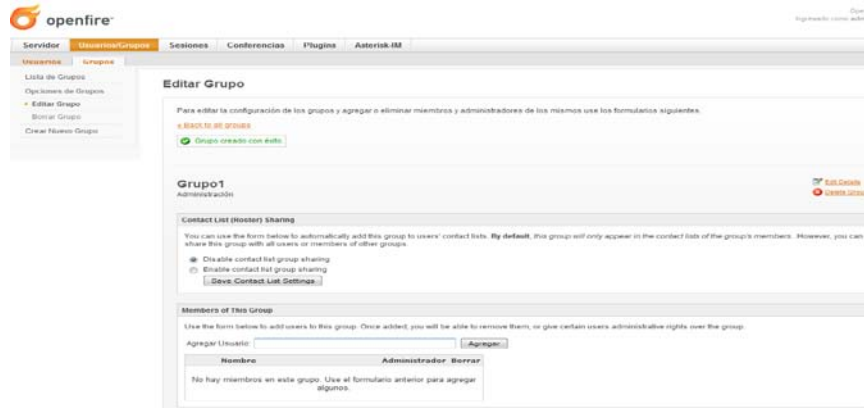 openfire
Servidor
Usuarios/Grupos
Sesiones
Conferencias
Plugins
Asterisk-IM
Usuarios
Grupos
Lista de Grupos
Opciones de Grupos
Editar Grupo
Borrar Grupo
Crear Nuevo Grupo
Editar Grupo
Para editar la configuración de los grupos y agregar o eliminar miembros y administradores de los mismos use los formularios siguientes.
« Back to all groups
Grupo creado con éxito
Grupo1
Administración
Edit Details
Delete Grou
Contact List (Roster) Sharing
You can use the form below to automatically add this group to users' contact lists. By default, this group will only appear in the contact lists of the group's members. However, you can
share this group with all users or members of other groups.
Disable contact list group sharing
Enable contact list group sharing
Save Contact List Settings
Members of This Group
Use the form below to add users to this group. Once added, you will be able to remove them, or give certain users administrative rights over the group.
Agregar Usuario:
Agregar
Nombre Administrador Borrar
No hay miembros en este grupo. Use el formulario anterior para agregar
algunos.